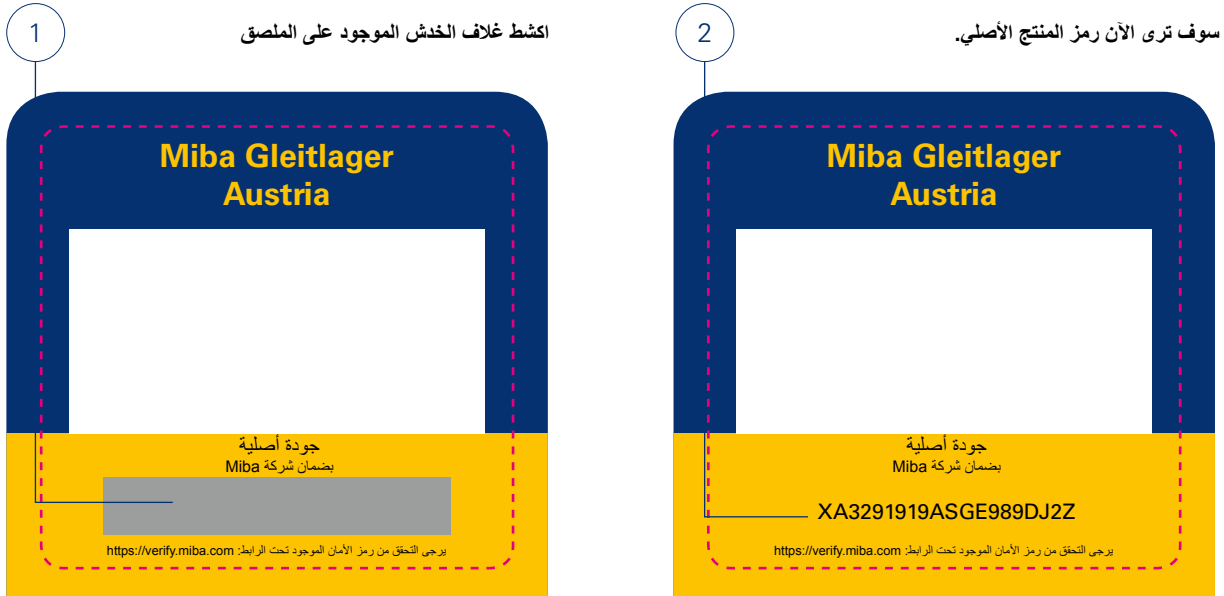 1
اكشط غلاف الخدش الموجود على الملصق
Miba Gleitlager
Austria
جودة أصلية
بضمان شركة Miba
يرجى التحقق من رمز الأمان الموجود تحت الرابط: https://verify.miba.com
2
سوف ترى الآن رمز المنتج الأصلي.
Miba Gleitlager
Austria
جودة أصلية
بضمان شركة Miba
XA3291919ASGE989DJ2Z
يرجى التحقق من رمز الأمان الموجود تحت الرابط: https://verify.miba.com